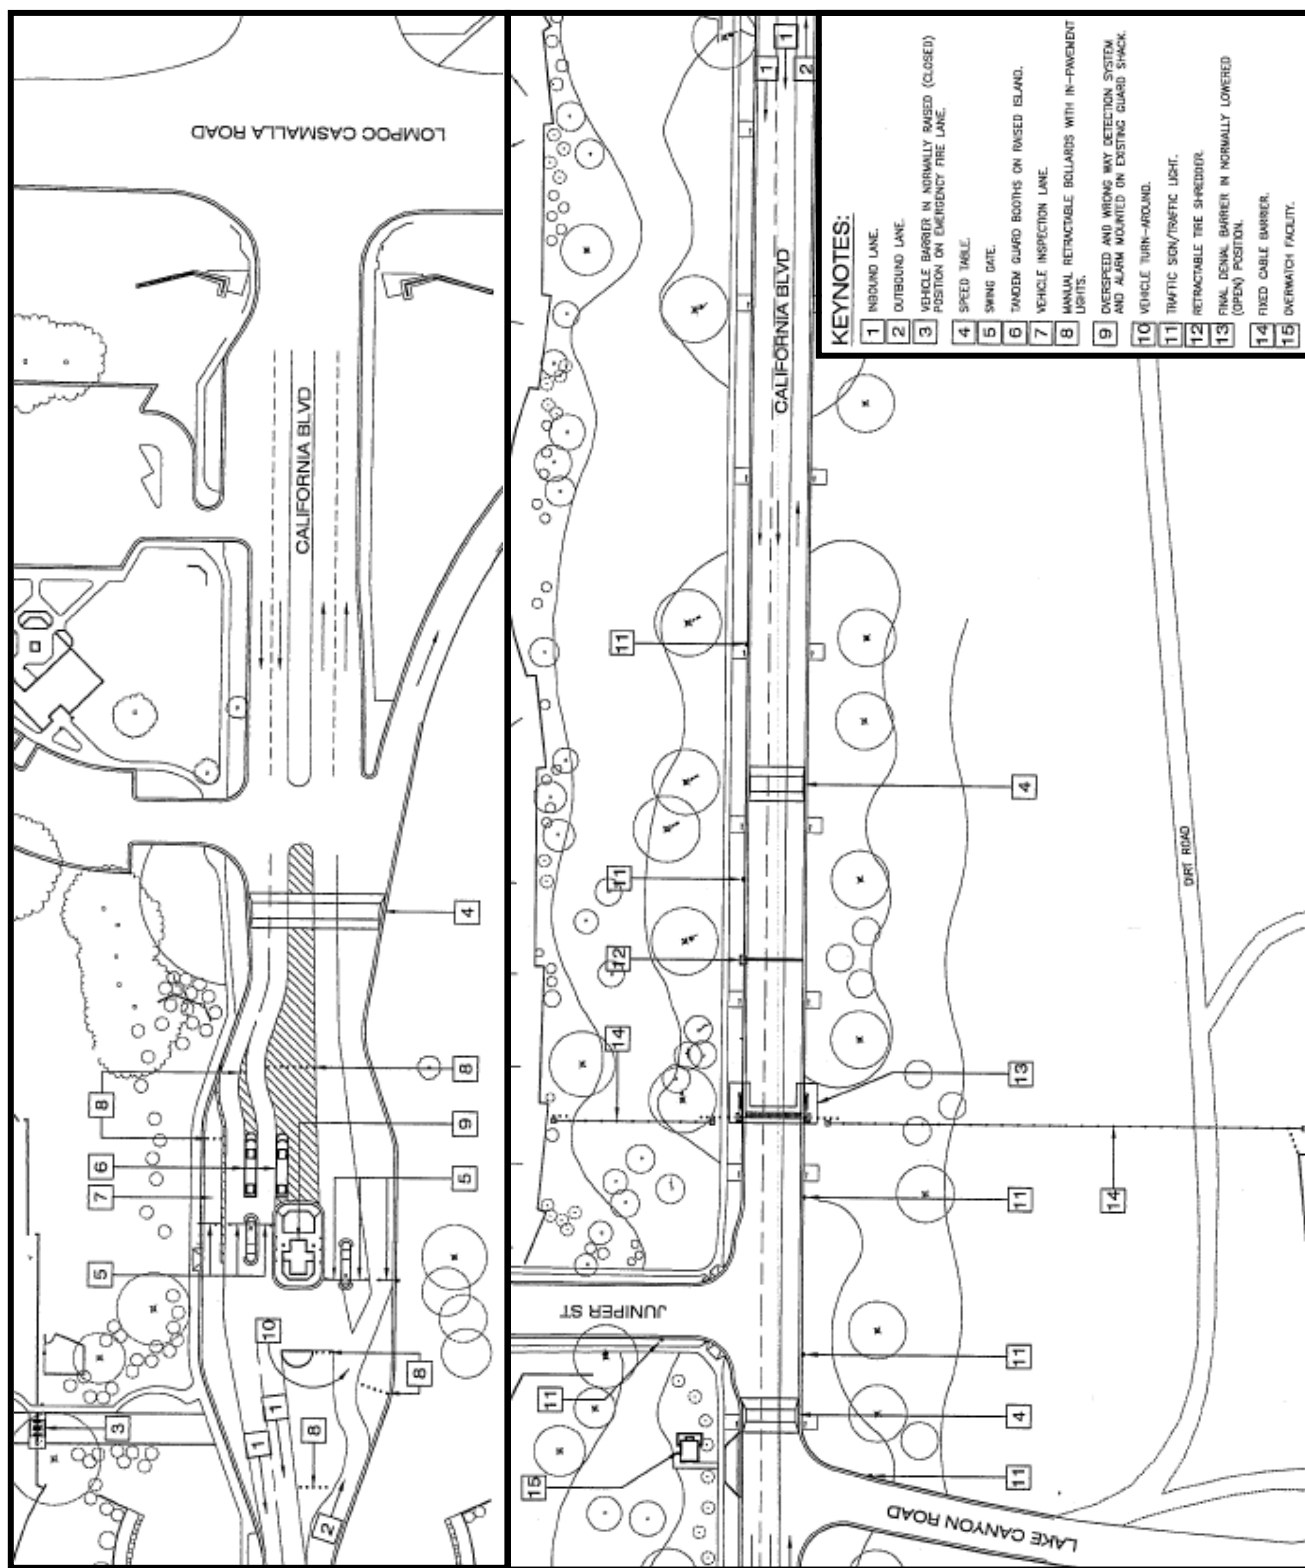 LOMPOC CASMALLA ROAD
CALIFORNIA BLVD
4
8
8
9
6
7
5
5
10
8
1
1
8
3
2
1
1
2
CALIFORNIA BLVD
11
4
11
12
14
13
14
11
JUNIPER ST
11
11
4
15
11
LAKE CANYON ROAD
DIRT ROAD
KEYNOTES:
1 INBOUND LANE.
2 OUTBOUND LANE.
3 VEHICLE BARRIER IN NORMALLY RAISED (CLOSED)
POSITION ON EMERGENCY FIRE LANE.
4 SPEED TABLE.
5 SWING GATE.
6 TANDEM GUARD BOOTHS ON RAISED ISLAND.
7 VEHICLE INSPECTION LANE.
8 MANUAL RETRACTABLE BOLLARDS WITH IN-PAVEMENT
LIGHTS.
9 OVERSPEED AND WRONG WAY DETECTION SYSTEM
AND ALARM MOUNTED ON EXISTING GUARD SHACK.
10 VEHICLE TURN-AROUND.
11 TRAFFIC SIGN/TRAFFIC LIGHT.
12 RETRACTABLE TIRE SHREDDER.
13 FINAL DENIAL BARRIER IN NORMALLY LOWERED
(OPEN) POSITION.
14 FIXED CABLE BARRIER.
15 OVERWATCH FACILITY.